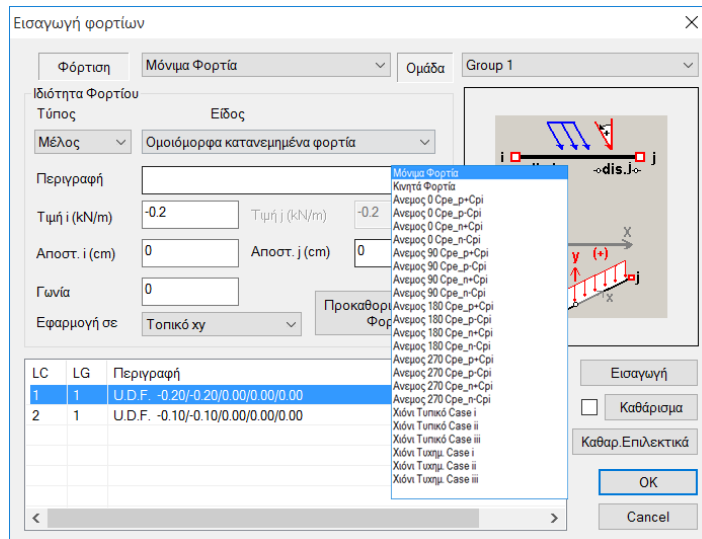 Εισαγωγή φορτίων
Φόρτιση Μόνιμα Φορτία Ομάδα Group 1
Ιδιότητα Φορτίου
Τύπος Είδος
Μέλος Ομοιόμορφα κατανεμημένα φορτία
Περιγραφή
Τιμή i (kN/m) -0.2 Τιμή j (kN/m) -0.2
Αποστ. i (cm) 0 Αποστ. j (cm) 0
Γωνία 0
Εφαρμογή σε Τοπικό xy
i j
dis.j
X
y (+)
j
x
Μόνιμα Φορτία
Κινητά Φορτία
Ανεμος 0 Cpe_p+Cpi
Ανεμος 0 Cpe_p-Cpi
Ανεμος 0 Cpe_n+Cpi
Ανεμος 0 Cpe_n-Cpi
Ανεμος 90 Cpe_p+Cpi
Ανεμος 90 Cpe_p-Cpi
Ανεμος 90 Cpe_n+Cpi
Ανεμος 90 Cpe_n-Cpi
Ανεμος 180 Cpe_p+Cpi
Ανεμος 180 Cpe_p-Cpi
Ανεμος 180 Cpe_n+Cpi
Ανεμος 180 Cpe_n-Cpi
Ανεμος 270 Cpe_p+Cpi
Ανεμος 270 Cpe_p-Cpi
Ανεμος 270 Cpe_n+Cpi
Ανεμος 270 Cpe_n-Cpi
Χιόνι Τυπικό Case i
Χιόνι Τυπικό Case ii
Χιόνι Τυπικό Case iii
Χιόνι Τυχημ. Case i
Χιόνι Τυχημ. Case ii
Χιόνι Τυχημ. Case iii
LC LG Περιγραφή
1 1 U.D.F. -0.20/-0.20/0.00/0.00/0.00
2 1 U.D.F. -0.10/-0.10/0.00/0.00/0.00
Εισαγωγή
Καθάρισμα
Καθαρ.Επιλεκτικά
OK
Cancel